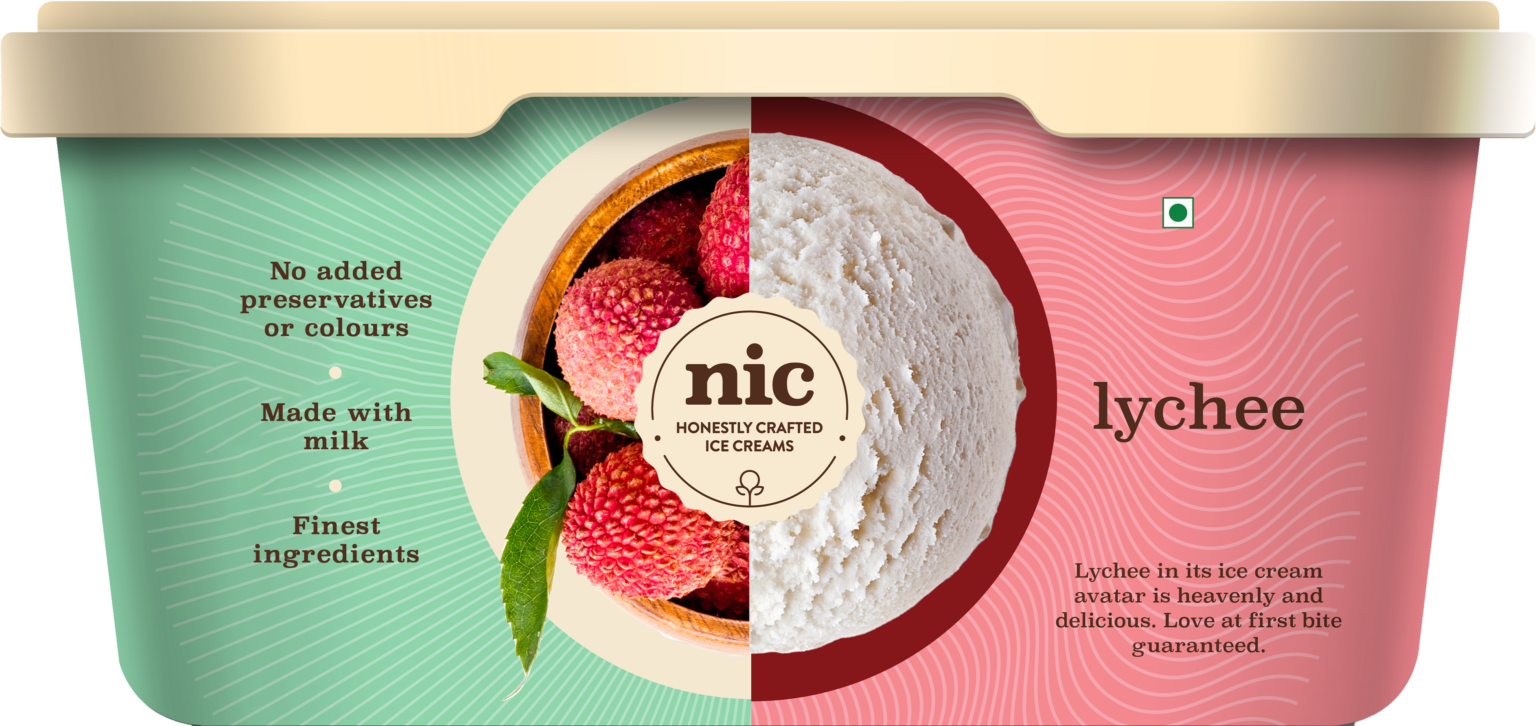 No added
preservatives
or colours
Made with
milk
Finest
ingredients
nic
HONESTLY CRAFTED
ICE CREAMS
lychee
Lychee in its ice cream
avatar is heavenly and
delicious. Love at first bite
guaranteed.